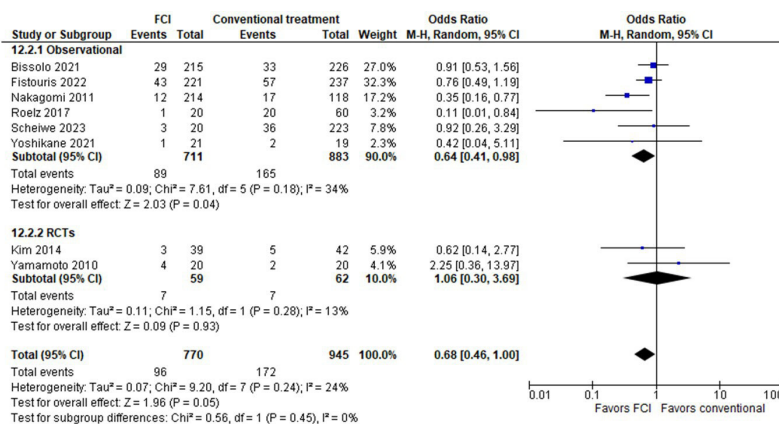 FCI Conventional treatment Odds Ratio Odds Ratio
Study or Subgroup Events Total Events Total Weight M-H, Random, 95% CI M-H, Random, 95% CI
12.2.1 Observational
Bissolo 2021 29 215 33 226 27.0% 0.91 [0.53, 1.56]
Fistouris 2022 43 221 57 237 32.3% 0.76 [0.49, 1.19]
Nakagomi 2011 12 214 17 118 17.2% 0.35 [0.16, 0.77]
Roelz 2017 1 20 20 60 3.2% 0.11 [0.01, 0.84]
Scheiwe 2023 3 20 36 223 7.8% 0.92 [0.26, 3.29]
Yoshikane 2021 1 21 2 19 2.4% 0.42 [0.04, 5.11]
Subtotal (95% CI) 711 883 90.0% 0.64 [0.41, 0.98]
Total events 89 165
Heterogeneity: Tau² = 0.09; Chi² = 7.61, df = 5 (P = 0.18); I² = 34%
Test for overall effect: Z = 2.03 (P = 0.04)
12.2.2 RCTs
Kim 2014 3 39 5 42 5.9% 0.62 [0.14, 2.77]
Yamamoto 2010 4 20 2 20 4.1% 2.25 [0.36, 13.97]
Subtotal (95% CI) 59 62 10.0% 1.06 [0.30, 3.69]
Total events 7 7
Heterogeneity: Tau² = 0.11; Chi² = 1.15, df = 1 (P = 0.28); I² = 13%
Test for overall effect: Z = 0.09 (P = 0.93)
Total (95% CI) 770 945 100.0% 0.68 [0.46, 1.00]
Total events 96 172
Heterogeneity: Tau² = 0.07; Chi² = 9.20, df = 7 (P = 0.24); I² = 24%
Test for overall effect: Z = 1.96 (P = 0.05)
Test for subgroup differences: Chi² = 0.56, df = 1 (P = 0.45), I² = 0%
0.01 0.1 1 10 100
Favors FCI Favors conventional